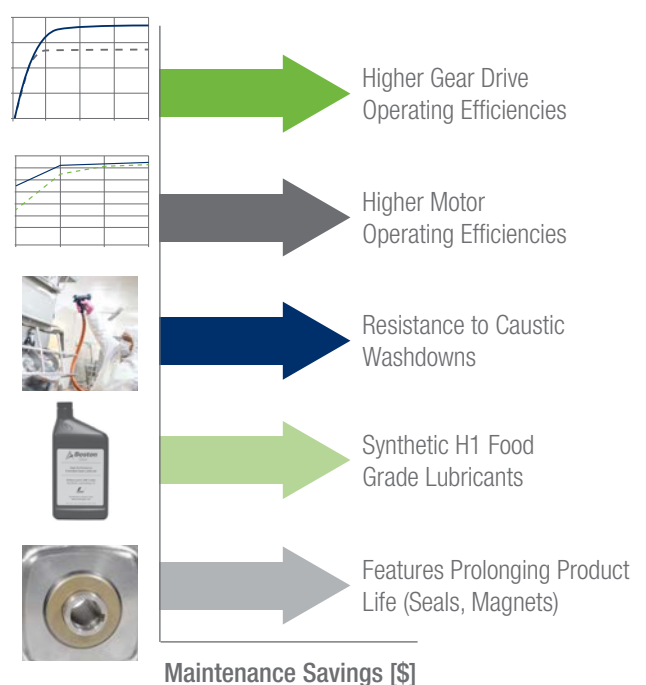 Higher Gear Drive
Operating Efficiencies
Higher Motor
Operating Efficiencies
Resistance to Caustic
Washdowns
Boston
Synthetic H1 Food
Grade Lubricants
Features Prolonging Product
Life (Seals, Magnets)
Maintenance Savings [$]